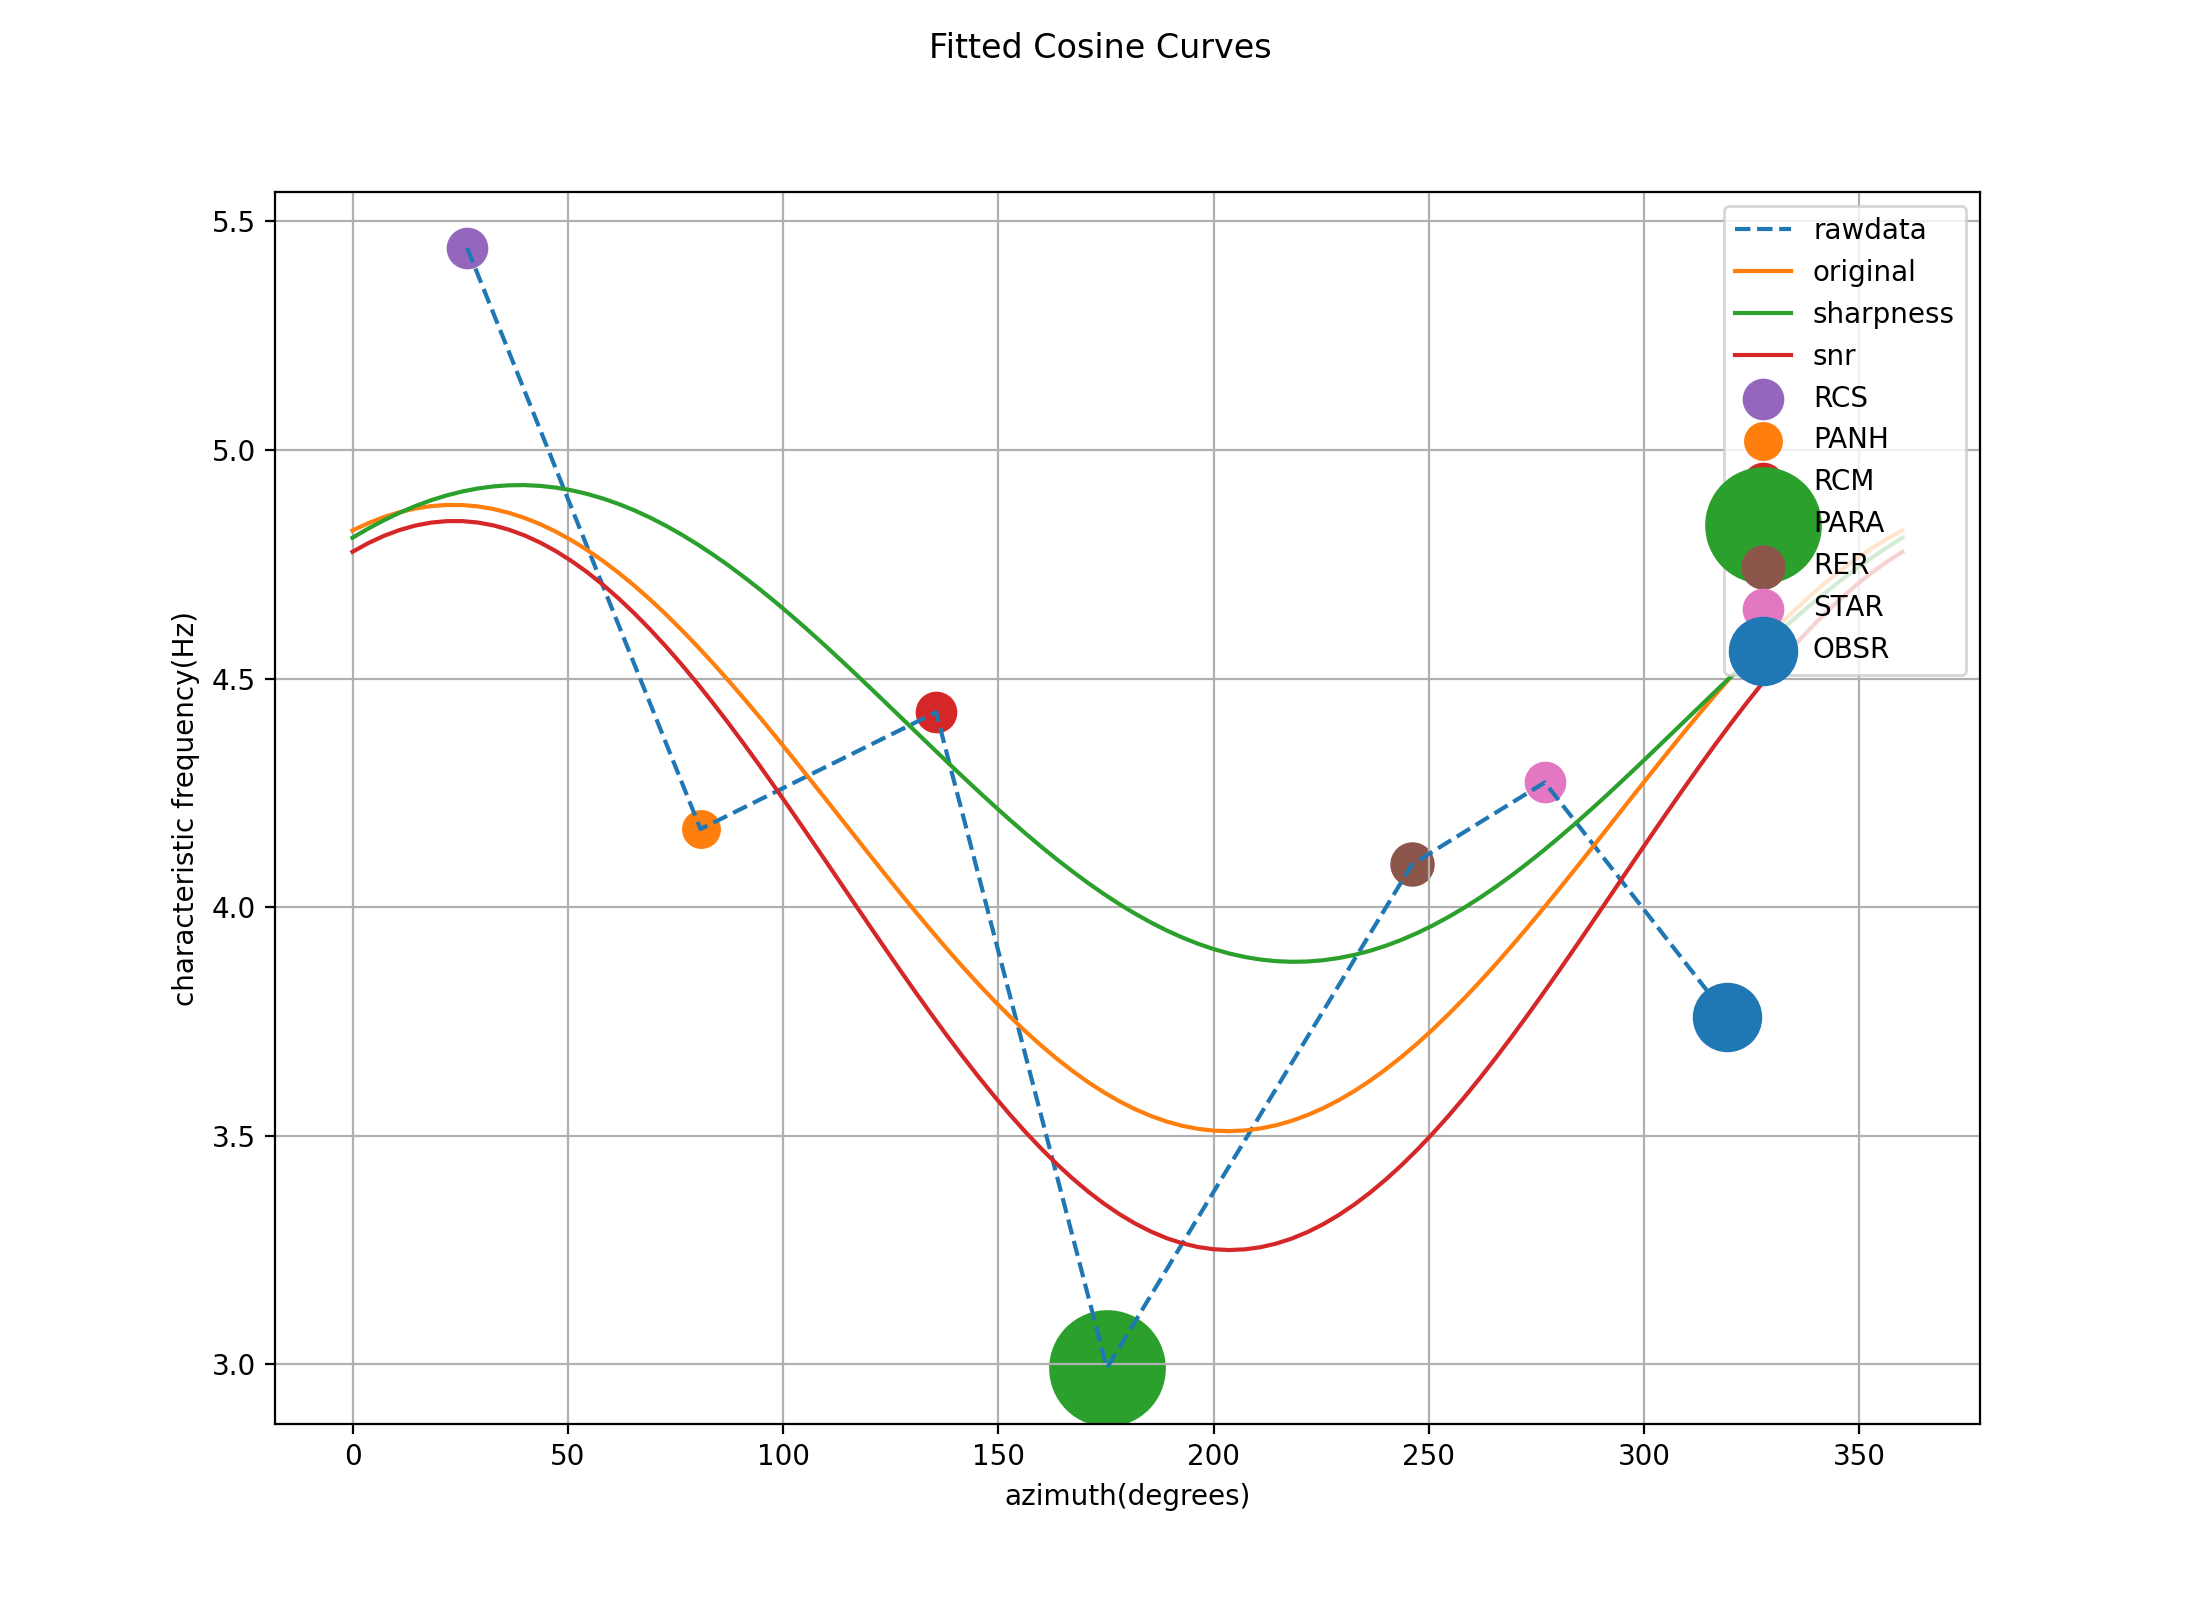 Fitted Cosine Curves
5.5
5.0
4.5
4.0
3.5
3.0
characteristic frequency(Hz)
rawdata
original
sharpness
snr
RCS
PANH
RCM
PARA
RER
STAR
OBSR
0 50 100 150 200 250 300 350
azimuth(degrees)